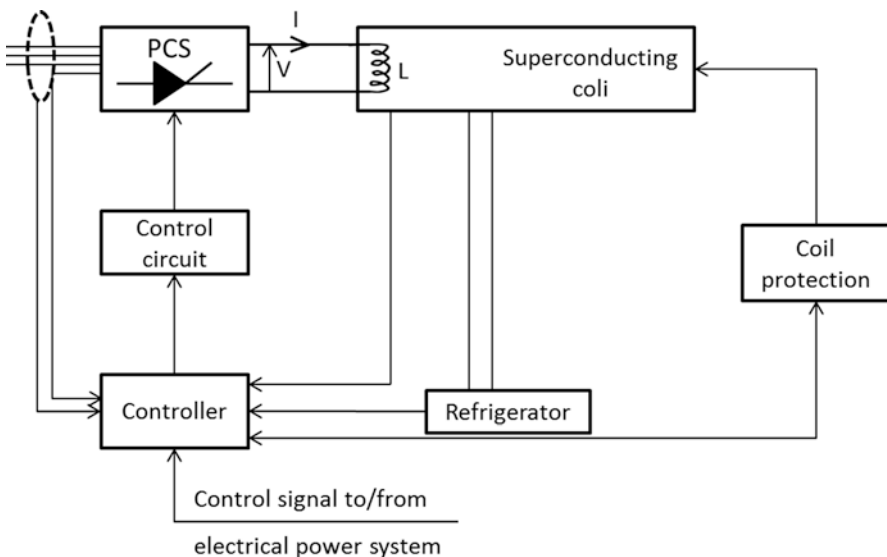 I
PCS
V
L
Superconducting
coli
Control
circuit
Coil
protection
Controller
Refrigerator
Control signal to/from
electrical power system